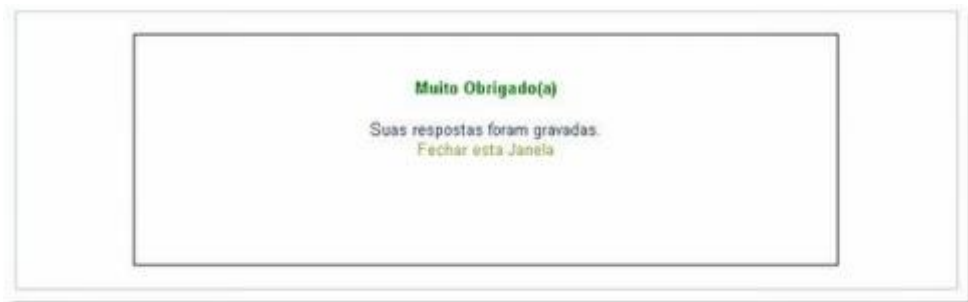 Muito Obrigado(a)
Suas respostas foram gravadas.
Fechar esta Janela